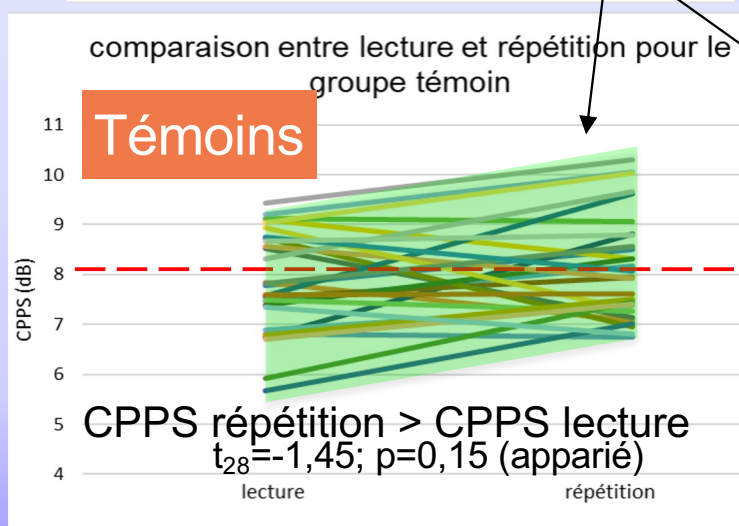 comparaison entre lecture et répétition pour le
groupe témoin
Témoins
11
10
9
8
7
6
5
4
CPPS (dB)
CPPS répétition > CPPS lecture
t₂₈=-1,45; p=0,15 (apparié)
lecture répétition